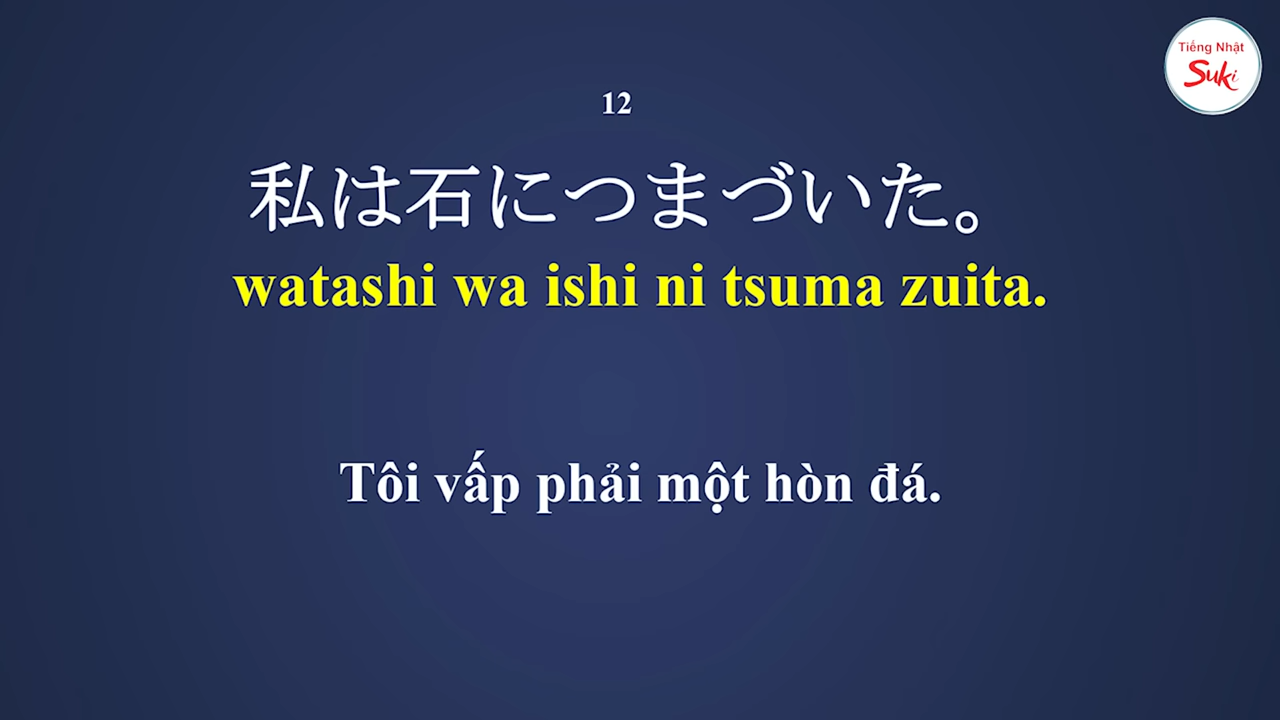 Tiếng Nhật
Suki
12
私は石につまづいた。
watashi wa ishi ni tsuma zuita.
Tôi vấp phải một hòn đá.